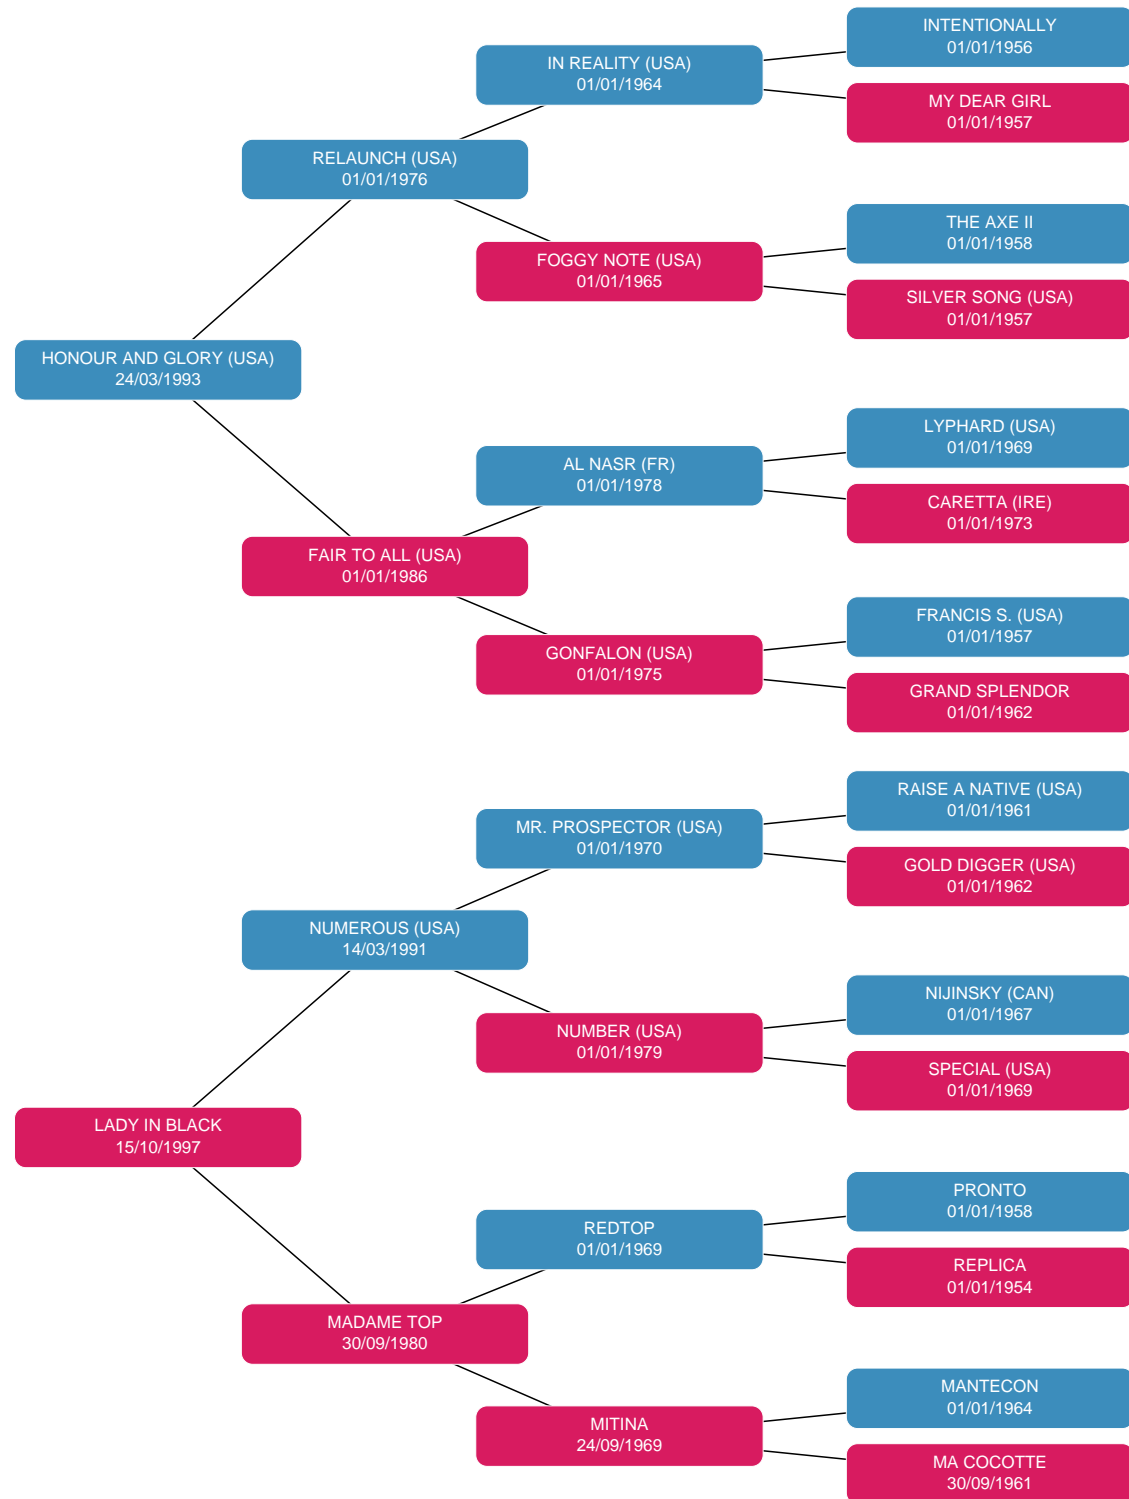 INTENTIONALLY
01/01/1956
IN REALITY (USA)
01/01/1964
MY DEAR GIRL
01/01/1957
RELAUNCH (USA)
01/01/1976
THE AXE II
01/01/1958
FOGGY NOTE (USA)
01/01/1965
SILVER SONG (USA)
01/01/1957
HONOUR AND GLORY (USA)
24/03/1993
LYPHARD (USA)
01/01/1969
AL NASR (FR)
01/01/1978
CARETTA (IRE)
01/01/1973
FAIR TO ALL (USA)
01/01/1986
FRANCIS S. (USA)
01/01/1957
GONFALON (USA)
01/01/1975
GRAND SPLENDOR
01/01/1962
RAISE A NATIVE (USA)
01/01/1961
MR. PROSPECTOR (USA)
01/01/1970
GOLD DIGGER (USA)
01/01/1962
NUMEROUS (USA)
14/03/1991
NIJINSKY (CAN)
01/01/1967
NUMBER (USA)
01/01/1979
SPECIAL (USA)
01/01/1969
LADY IN BLACK
15/10/1997
PRONTO
01/01/1958
REDTOP
01/01/1969
REPLICA
01/01/1954
MADAME TOP
30/09/1980
MANTECON
01/01/1964
MITINA
24/09/1969
MA COCOTTE
30/09/1961